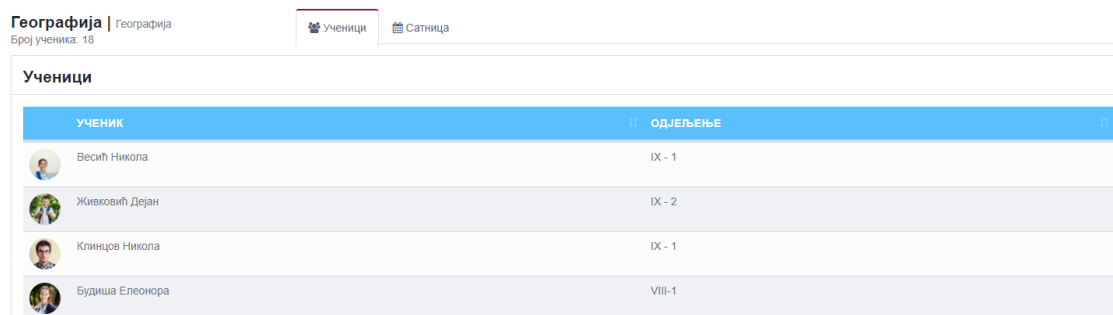 Географија | Географија
Број ученика: 18
Ученици
Сатница
Ученици
УЧЕНИК ОДЈЕЉЕЊЕ
Весић Никола IX - 1
Живковић Дејан IX - 2
Клинцов Никола IX - 1
Будиша Елеонора VIII-1